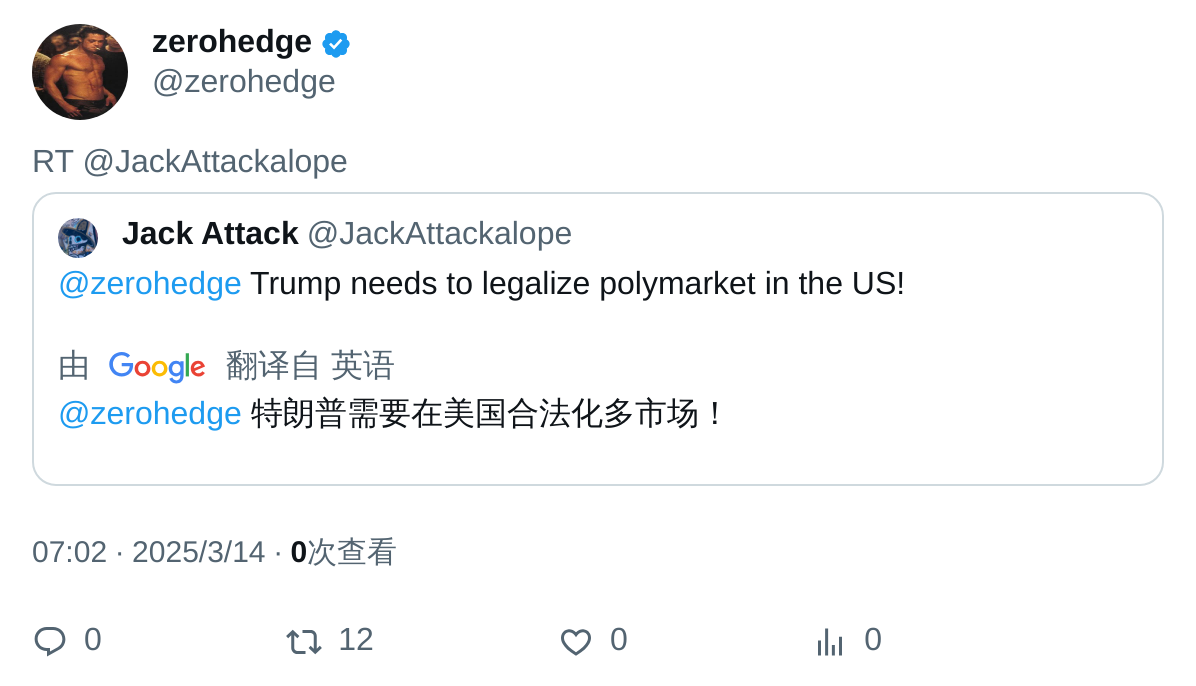 zerohedge
@zerohedge
RT @JackAttackalope
Jack Attack @JackAttackalope
@zerohedge Trump needs to legalize polymarket in the US!
由 Google 翻译自 英语
@zerohedge 特朗普需要在美国合法化多市场！
07:02 · 2025/3/14 · 0次查看
0 12 0 0